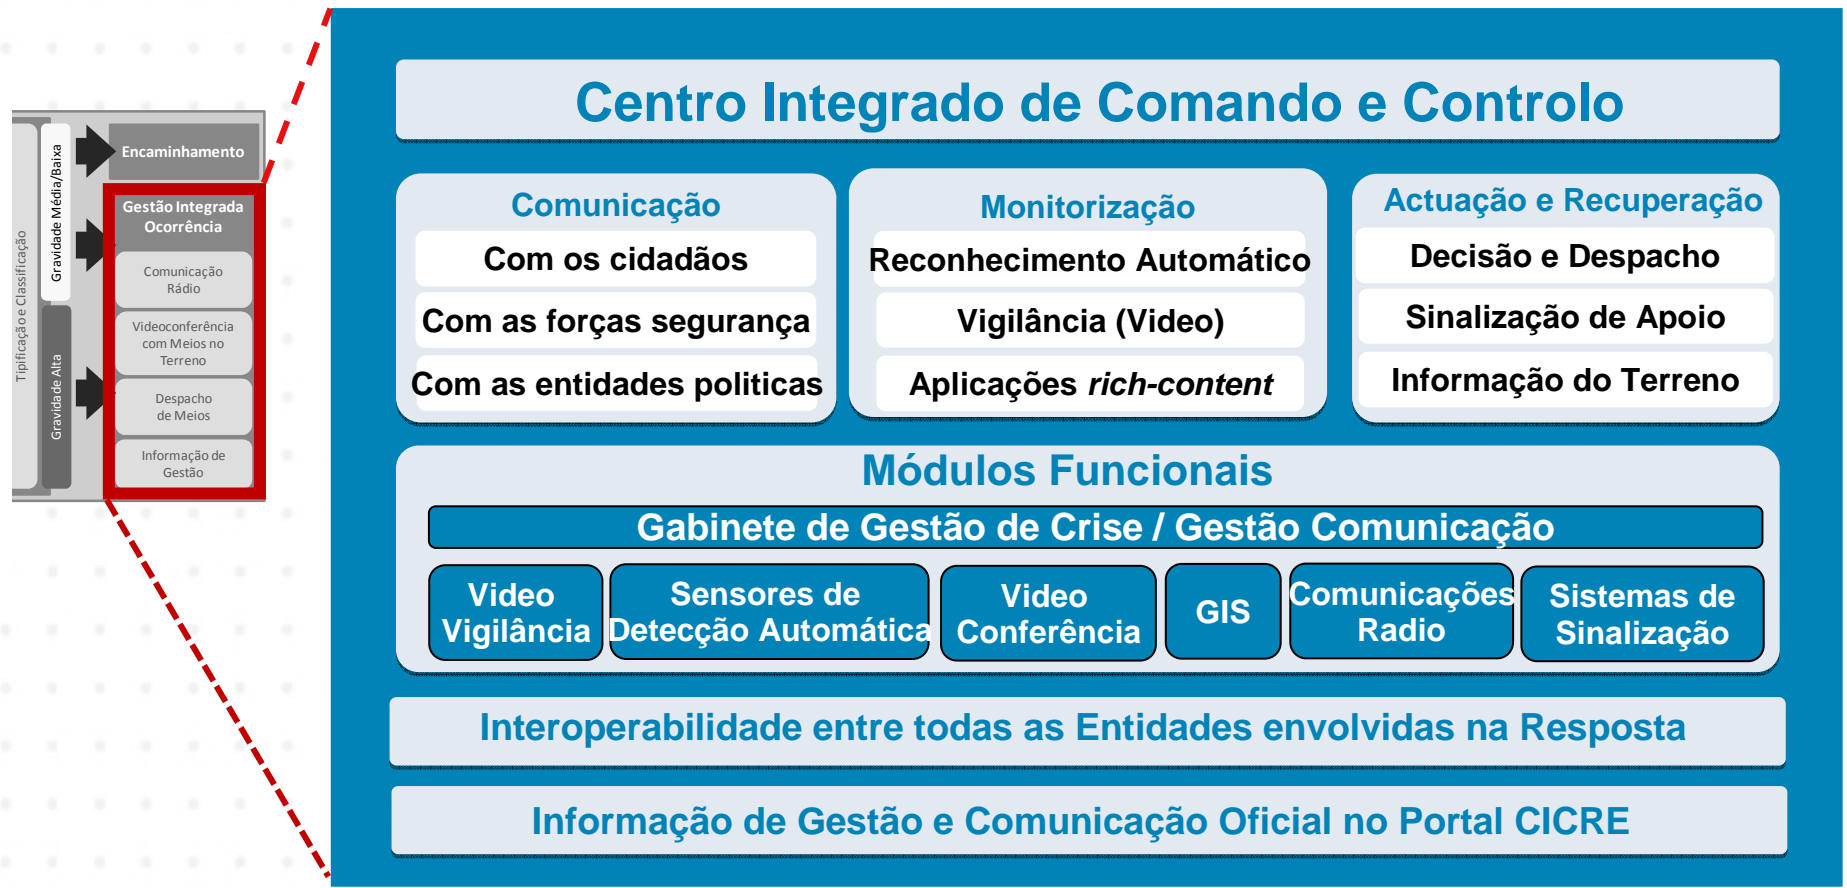 Tipificação e Classificação
Gravidade Média/Baixa
Gravidade Alta
Encaminhamento
Gestão Integrada
Ocorrência
Comunicação
Rádio
Videoconferência
com Meios no
Terreno
Despacho
de Meios
Informação de
Gestão
Centro Integrado de Comando e Controlo
Comunicação
Com os cidadãos
Com as forças segurança
Com as entidades politicas
Monitorização
Reconhecimento Automático
Vigilância (Video)
Aplicações rich-content
Actuação e Recuperação
Decisão e Despacho
Sinalização de Apoio
Informação do Terreno
Módulos Funcionais
Gabinete de Gestão de Crise / Gestão Comunicação
Video
Vigilância
Sensores de
Detecção Automática
Video
Conferência
GIS
Comunicações
Radio
Sistemas de
Sinalização
Interoperabilidade entre todas as Entidades envolvidas na Resposta
Informação de Gestão e Comunicação Oficial no Portal CICRE